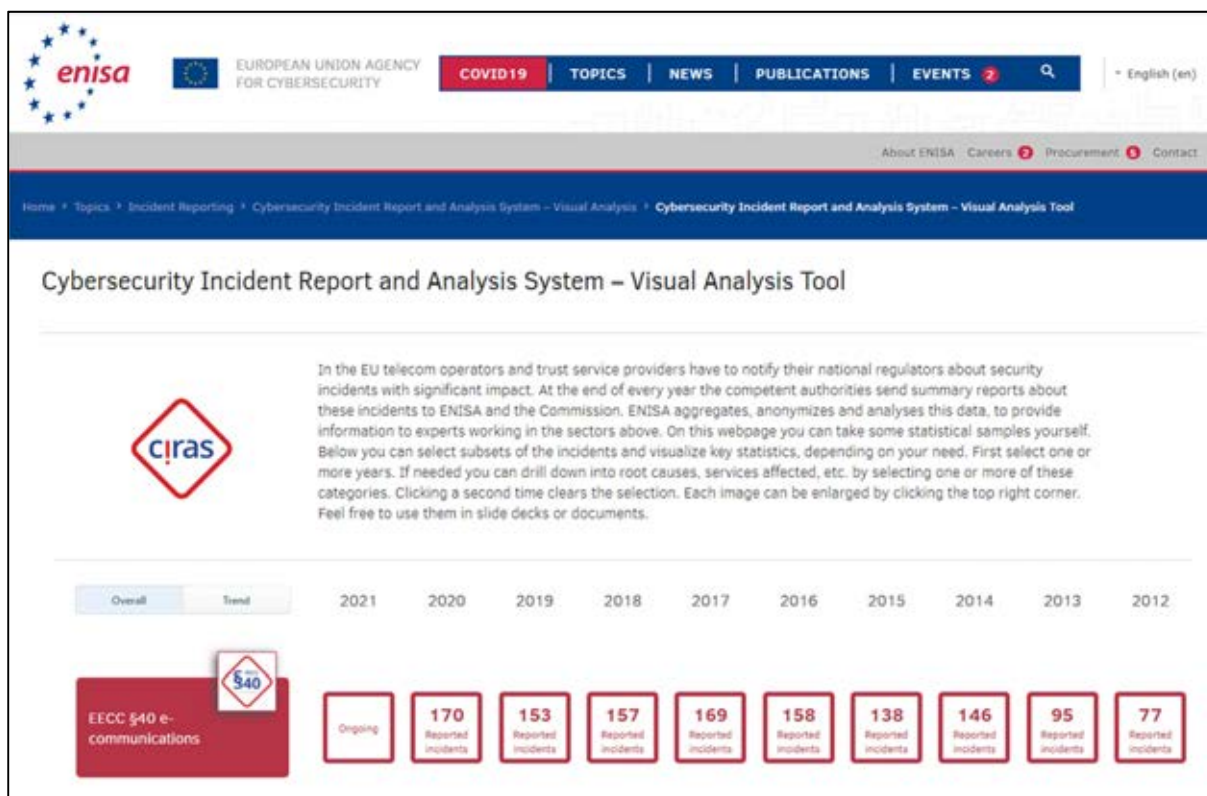 enisa
EUROPEAN UNION AGENCY
FOR CYBERSECURITY
COVID19 | TOPICS | NEWS | PUBLICATIONS | EVENTS 2
English (en)
About ENISA Careers 2 Procurement 5 Contact
Home Topics Incident Reporting Cybersecurity Incident Report and Analysis System – Visual Analysis Cybersecurity Incident Report and Analysis System – Visual Analysis Tool
Cybersecurity Incident Report and Analysis System – Visual Analysis Tool
In the EU telecom operators and trust service providers have to notify their national regulators about security
incidents with significant impact. At the end of every year the competent authorities send summary reports about
these incidents to ENISA and the Commission. ENISA aggregates, anonymizes and analyses this data, to provide
information to experts working in the sectors above. On this webpage you can take some statistical samples yourself.
Below you can select subsets of the incidents and visualize key statistics, depending on your need. First select one or
more years. If needed you can drill down into root causes, services affected, etc. by selecting one or more of these
categories. Clicking a second time clears the selection. Each image can be enlarged by clicking the top right corner.
Feel free to use them in slide decks or documents.
ciras
Overall Trend 2021 2020 2019 2018 2017 2016 2015 2014 2013 2012
§40
EECC §40 e-
communications
Ongoing
170 153 157 169 158 138 146 95 77
Reported Reported Reported Reported Reported Reported Reported Reported Reported
incidents incidents incidents incidents incidents incidents incidents incidents incidents